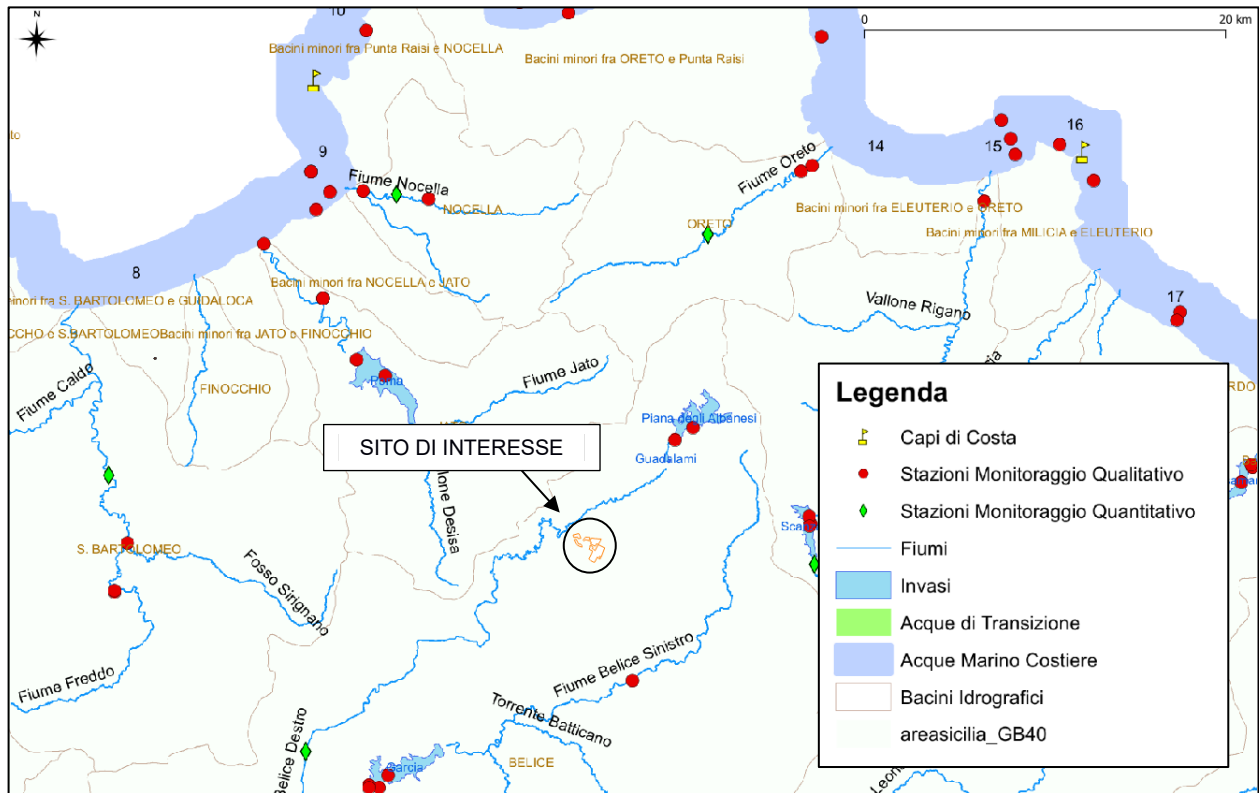 N
10
0
20 km
Bacini minori fra Punta Raisi e NOCELLA
Bacini minori fra ORETO e Punta Raisi
to
9
14
15
16
Fiume Nocella
NOCELLA
Fiume Oreto
ORETO
Bacini minori fra ELEUTERIO e ORETO
Bacini minori fra MILICIA e ELEUTERIO
8
Bacini minori fra NOCELLA e JATO
minori fra S. BARTOLOMEO e GUIDALOCA
CCHO e S.BARTOLOMEO
Bacini minori fra JATO e FINOCCHIO
17
Vallone Rigano
Fiume Caldo
FINOCCHIO
Poma
Fiume Jato
Piana degli Albanesi
Guadalami
SITO DI INTERESSE
lone Desisa
S. BARTOLOMEO
Fosso Sirignano
Fiume Freddo
Fiume Belice Sinistro
Torrente Batticano
Belice Destro
Garcia
BELICE
ARDO
Legenda
Capi di Costa
Stazioni Monitoraggio Qualitativo
Stazioni Monitoraggio Quantitativo
Fiumi
Invasi
Acque di Transizione
Acque Marino Costiere
Bacini Idrografici
areasicilia_GB40